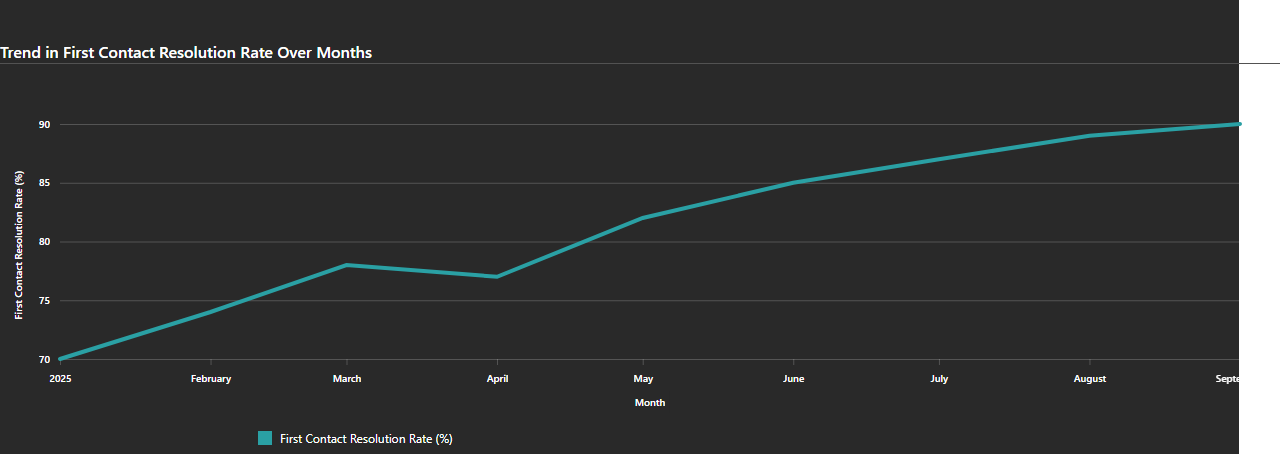 Trend in First Contact Resolution Rate Over Months
90
85
80
75
70
First Contact Resolution Rate (%)
2025 February March April May June July August Septe
Month
First Contact Resolution Rate (%)